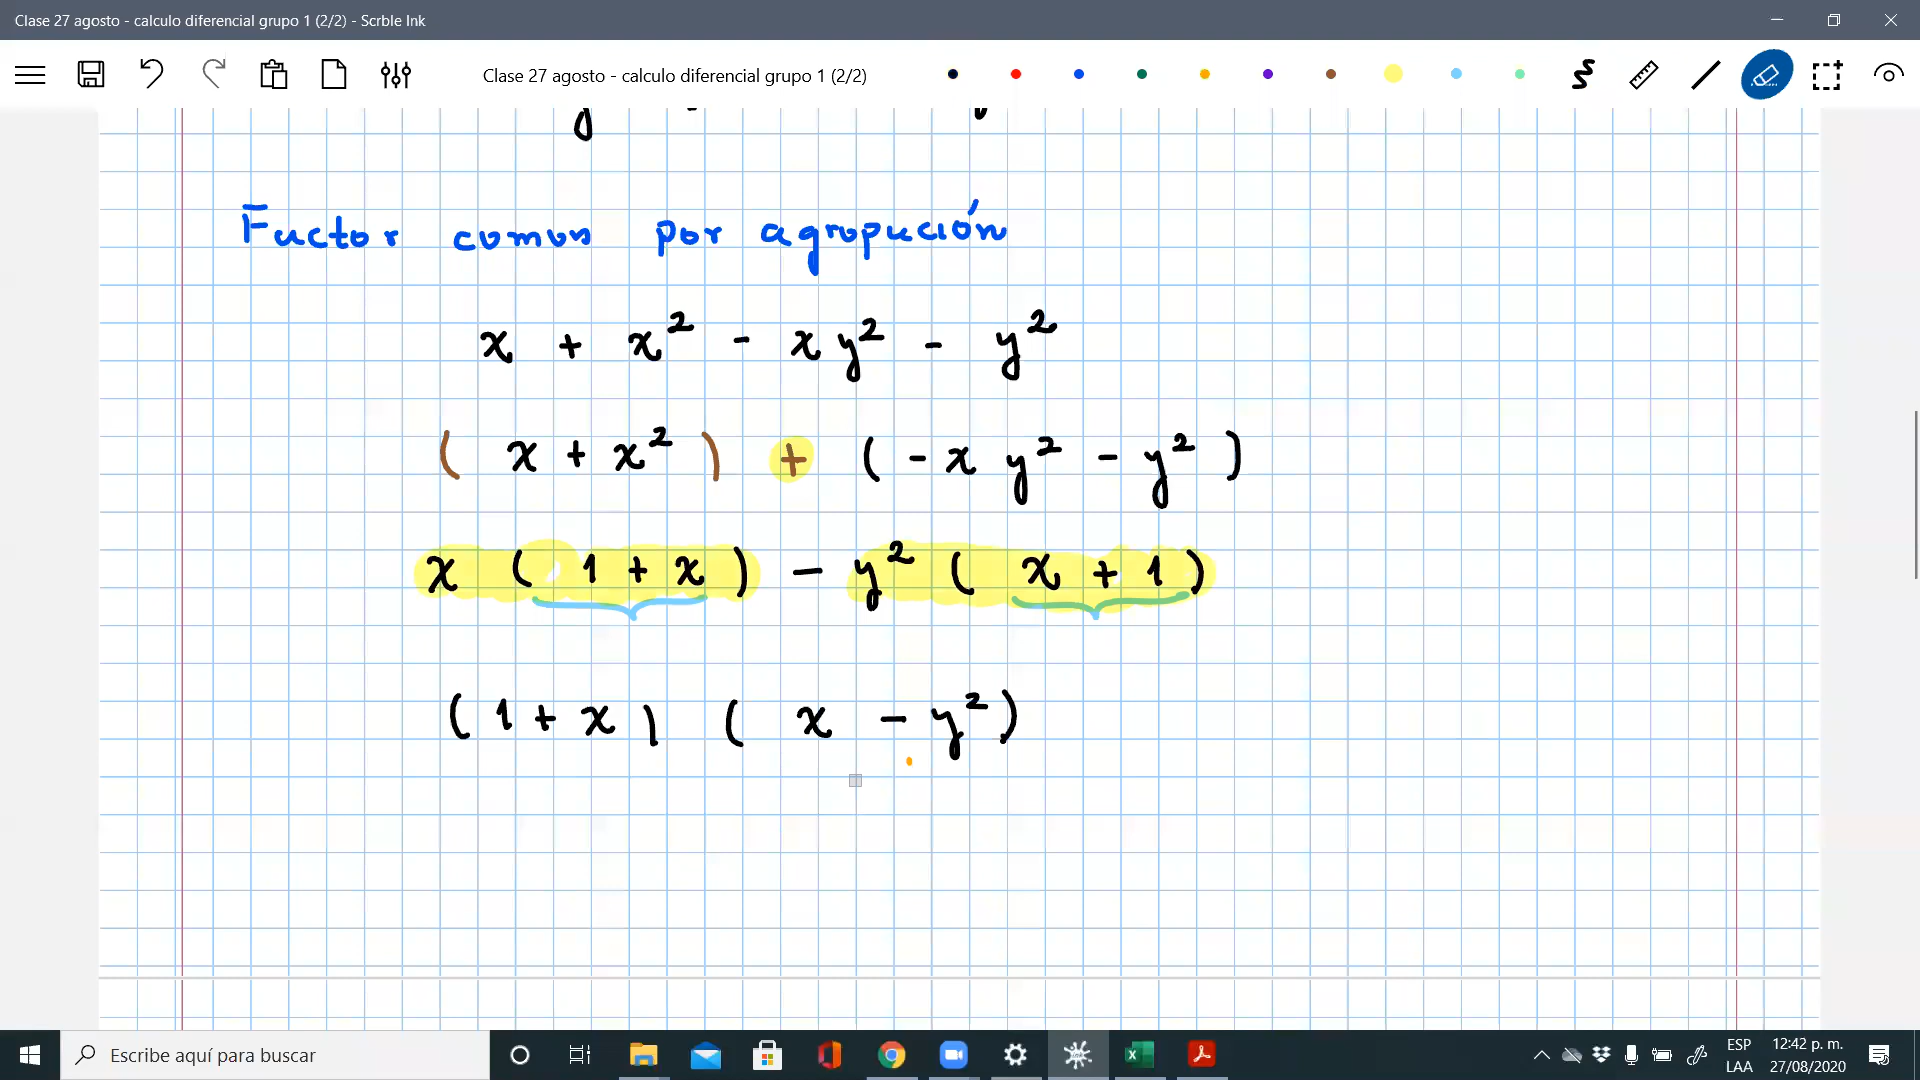 Clase 27 agosto - calculo diferencial grupo 1 (2/2) - Scrble Ink
Clase 27 agosto - calculo diferencial grupo 1 (2/2)
Factor comun por agrupación
x + x² - x y² - y²
( x + x² ) + ( - x y² - y² )
x ( 1 + x ) - y² ( x + 1 )
( 1 + x ) ( x - y² )
Escribe aquí para buscar
ESP 12:42 p. m.
LAA 27/08/2020